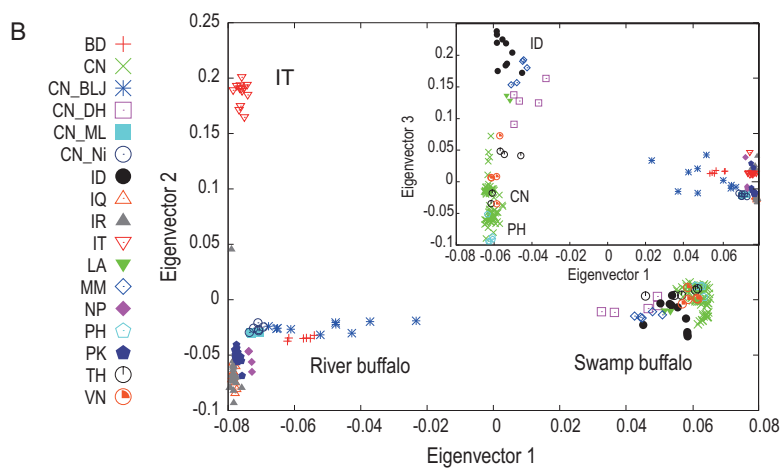 B
BD
CN
CN_BLJ
CN_DH
CN_ML
CN_Ni
ID
IQ
IR
IT
LA
MM
NP
PH
PK
TH
VN
Eigenvector 2
0.2
0.15
0.1
0.05
0
-0.05
-0.1
-0.08 -0.06 -0.04 -0.02 0 0.02 0.04 0.06 0.08
Eigenvector 1
IT
River buffalo
Swamp buffalo
Eigenvector 3
0.2
0.15
0.1
0.05
0
-0.05
-0.1
-0.08 -0.06 -0.04 -0.02 0 0.02 0.04 0.06
Eigenvector 1
ID
CN
PH